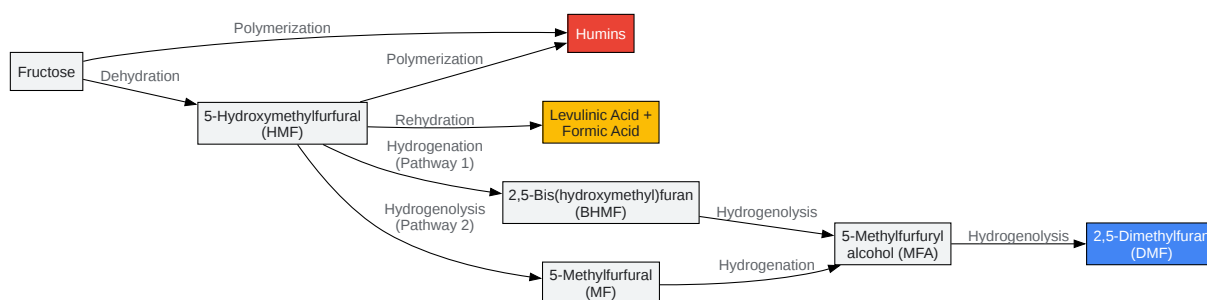 Polymerization
Humins
Fructose
Dehydration
Polymerization
5-Hydroxymethylfurfural
(HMF)
Rehydration
Levulinic Acid +
Formic Acid
Hydrogenation
(Pathway 1)
2,5-Bis(hydroxymethyl)furan
(BHMF)
Hydrogenolysis
(Pathway 2)
Hydrogenolysis
5-Methylfurfuryl
alcohol (MFA)
Hydrogenolysis
2,5-Dimethylfuran
(DMF)
5-Methylfurfural
(MF)
Hydrogenation